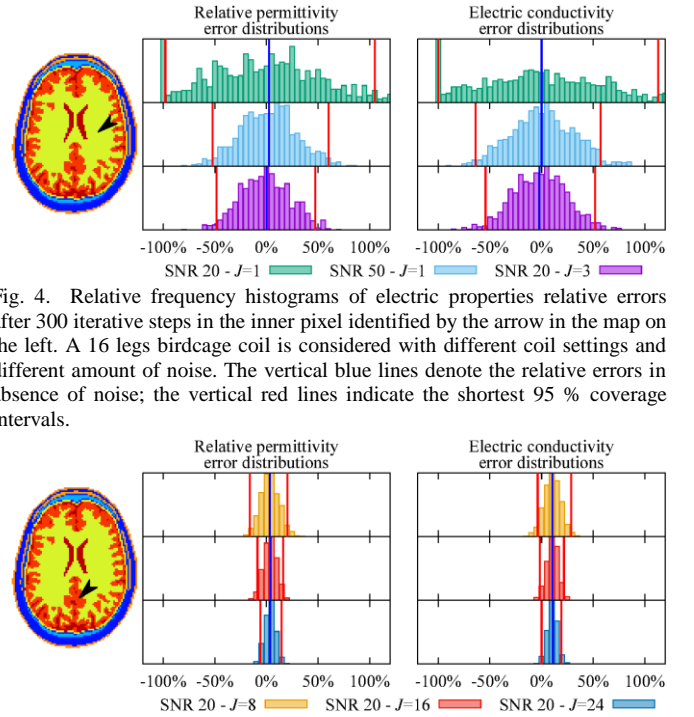 Relative permittivity
error distributions
Electric conductivity
error distributions
-100% -50% 0% 50% 100%
-100% -50% 0% 50% 100%
SNR 20 - J=1 SNR 50 - J=1 SNR 20 - J=3
ig. 4. Relative frequency histograms of electric properties relative errors
fter 300 iterative steps in the inner pixel identified by the arrow in the map on
he left. A 16 legs birdcage coil is considered with different coil settings and
ifferent amount of noise. The vertical blue lines denote the relative errors in
bsence of noise; the vertical red lines indicate the shortest 95 % coverage
ntervals.
Relative permittivity
error distributions
Electric conductivity
error distributions
-100% -50% 0% 50% 100%
-100% -50% 0% 50% 100%
SNR 20 - J=8 SNR 20 - J=16 SNR 20 - J=24